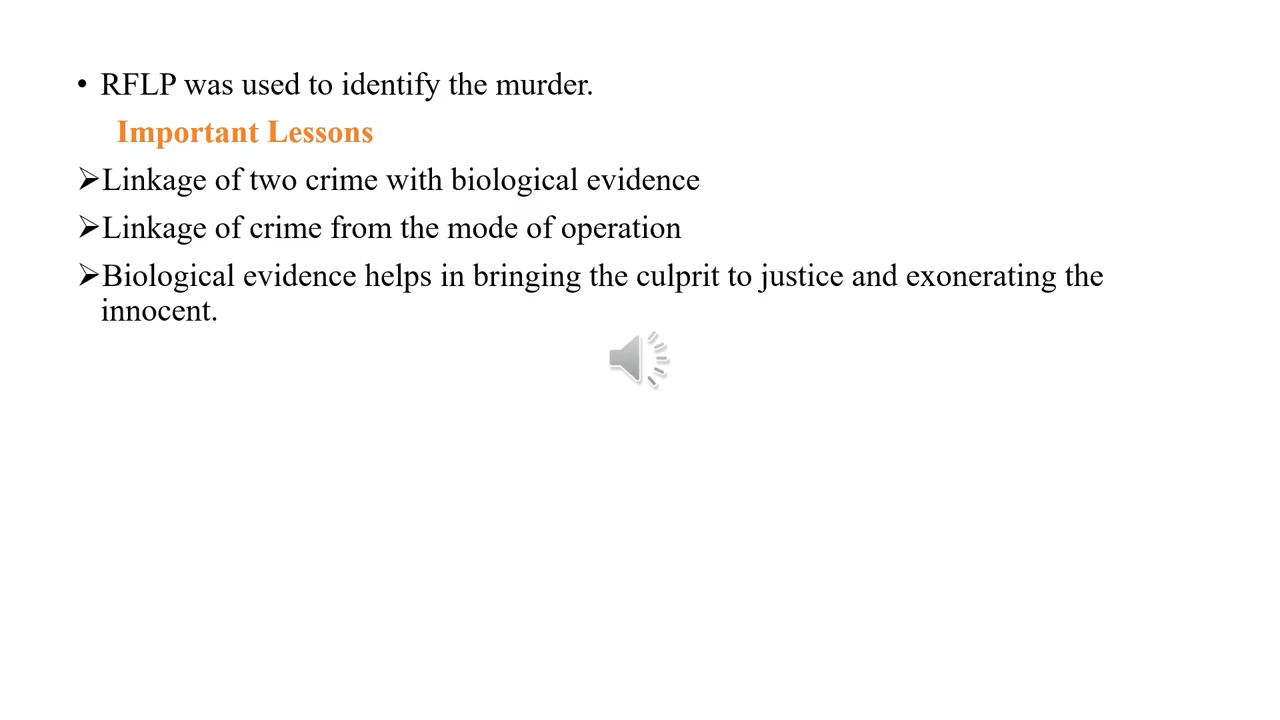 • RFLP was used to identify the murder.
Important Lessons
➢Linkage of two crime with biological evidence
➢Linkage of crime from the mode of operation
➢Biological evidence helps in bringing the culprit to justice and exonerating the
innocent.